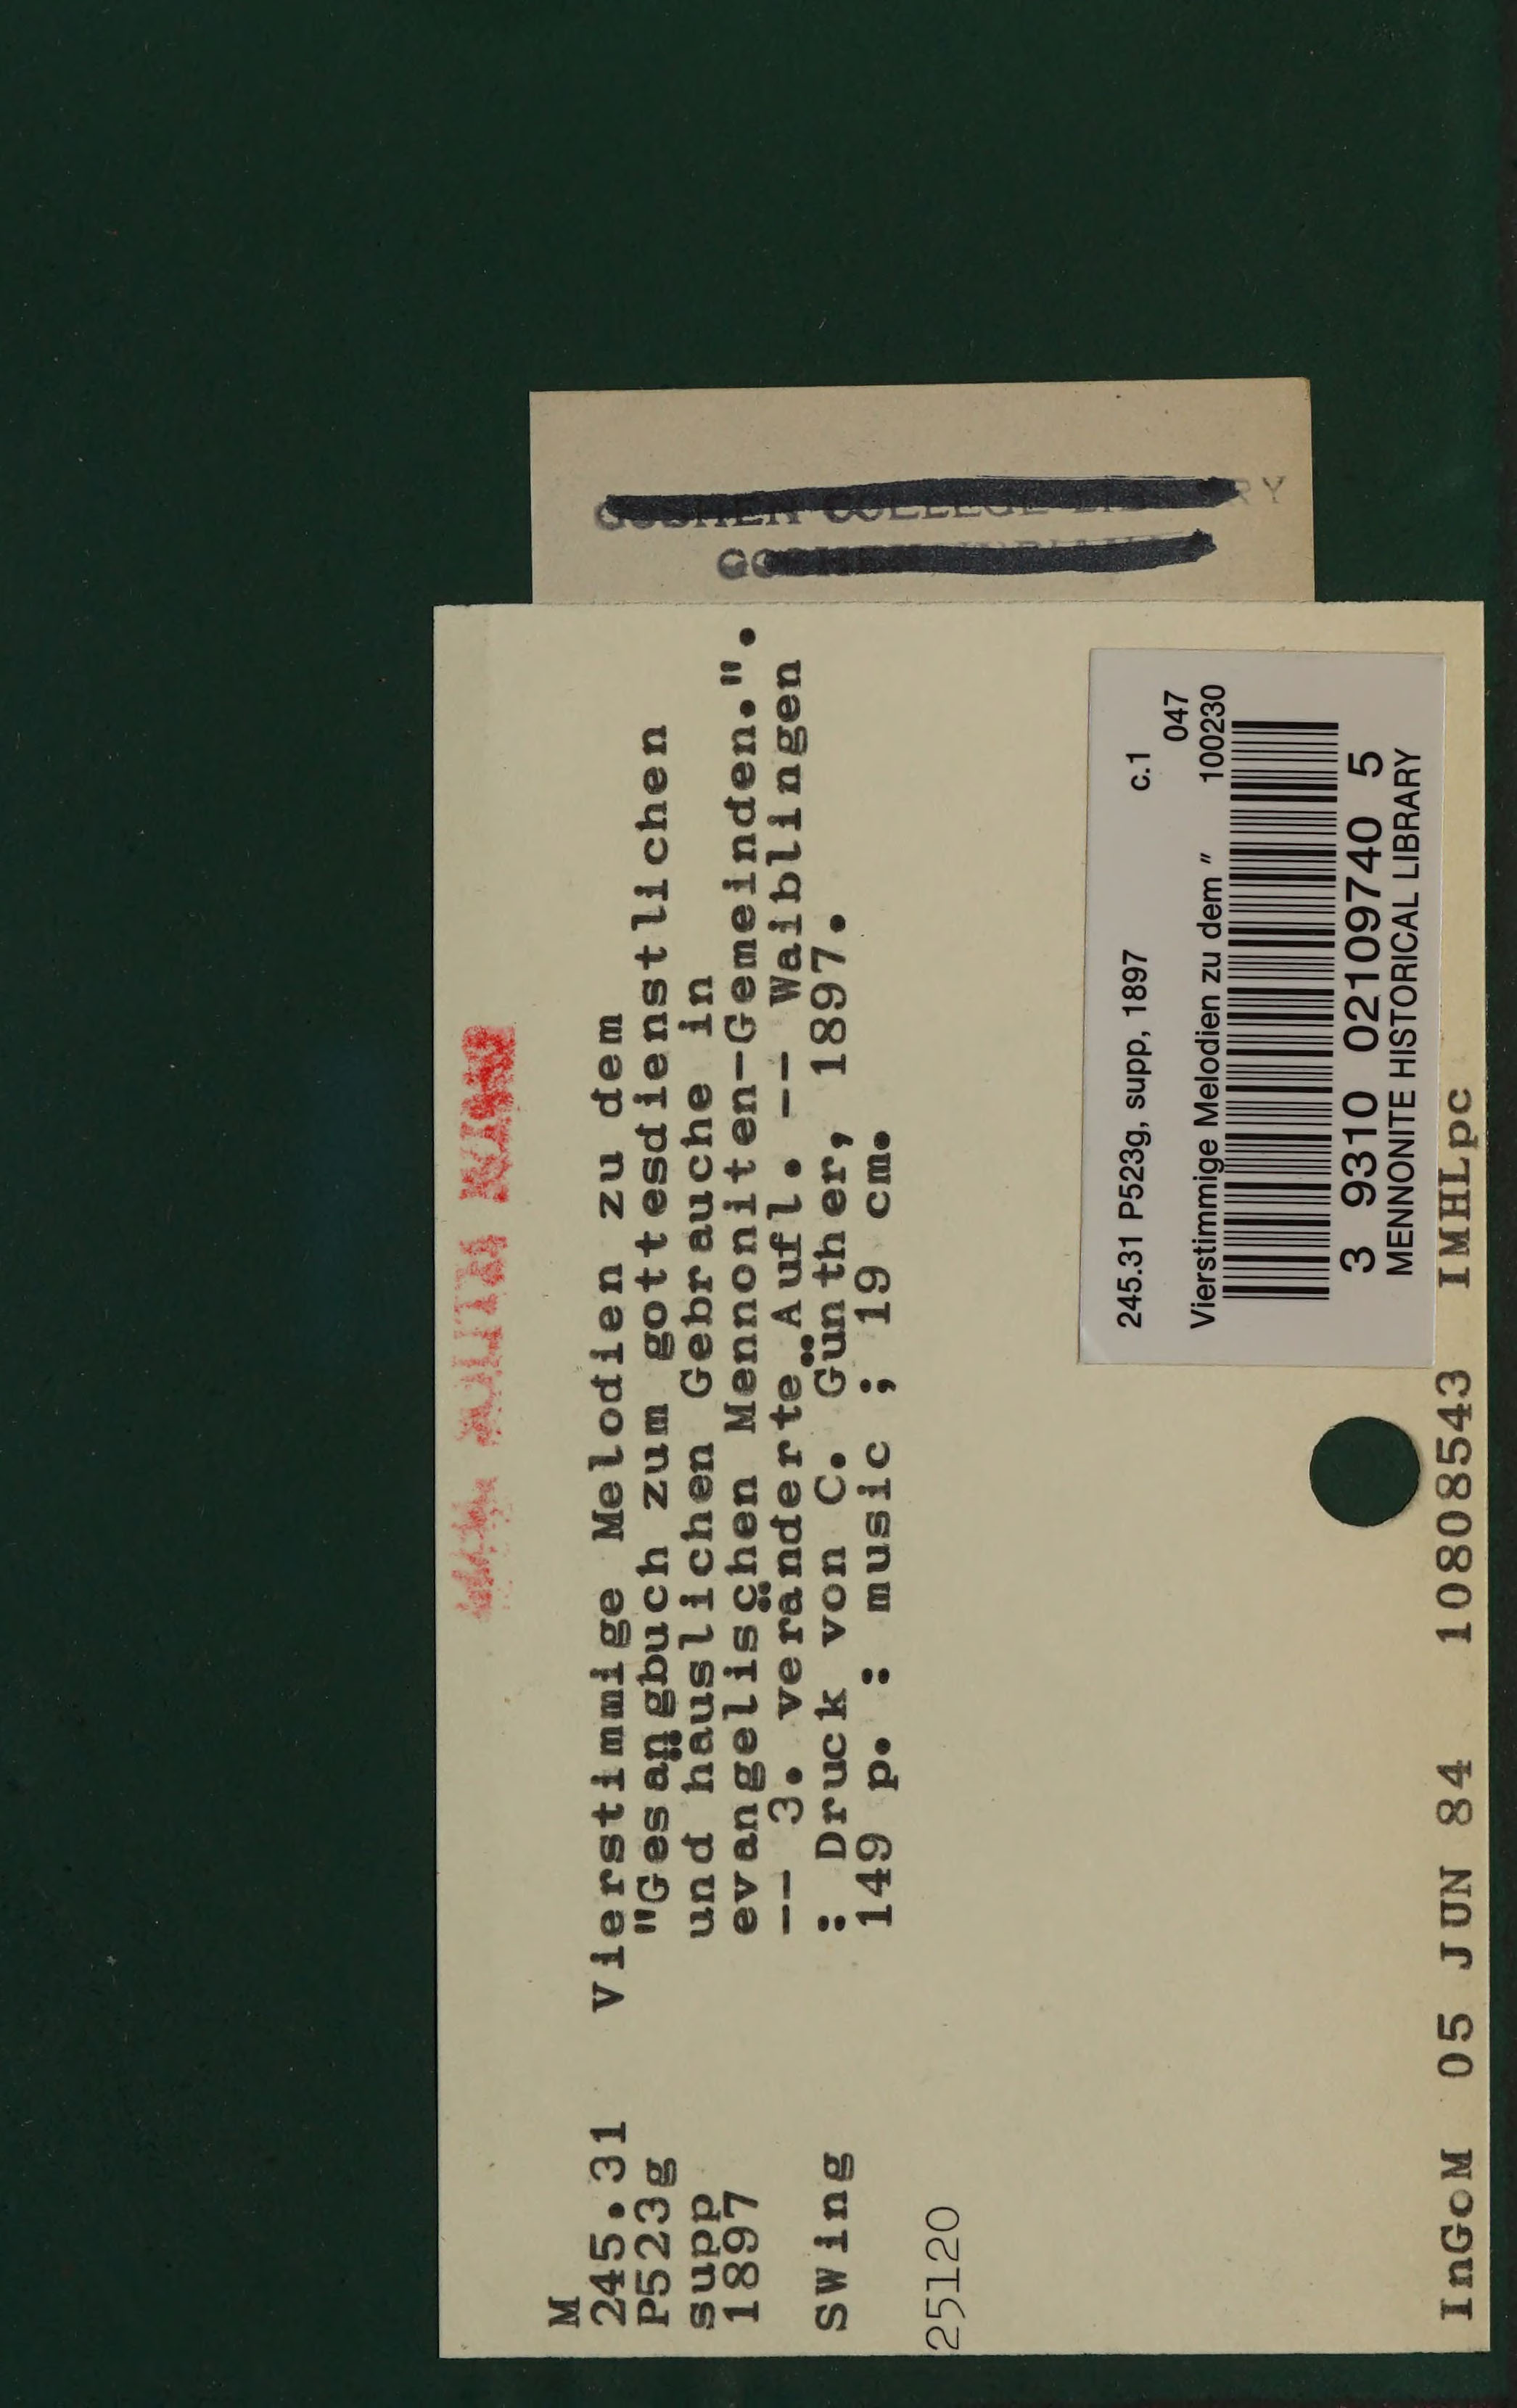 GOSHEN COLLEGE LIBRARY
M
245.31 Vierstimmige Melodien zu dem
P523g "Gesangbuch zum gottesdienstlichen
supp und häuslichen Gebrauche in
1897 evangelischen Mennoniten-Gemeinden.".
-- 3. veränderte Aufl. -- Waiblingen
SWing : Druck von C. Günther, 1897.
149 p. : music ; 19 cm.
25120
245.31 P523g, supp, 1897 c.1
047
Vierstimmige Melodien zu dem " 100230
3 9310 02109740 5
MENNONITE HISTORICAL LIBRARY
InGoM 05 JUN 84 10808543 IMHLpc